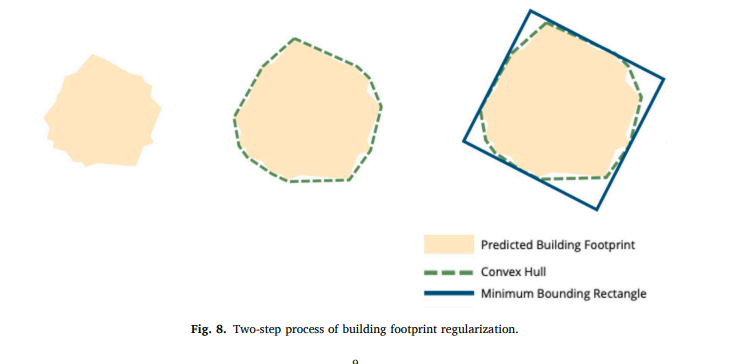 Predicted Building Footprint
Convex Hull
Minimum Bounding Rectangle
Fig. 8. Two-step process of building footprint regularization.
9